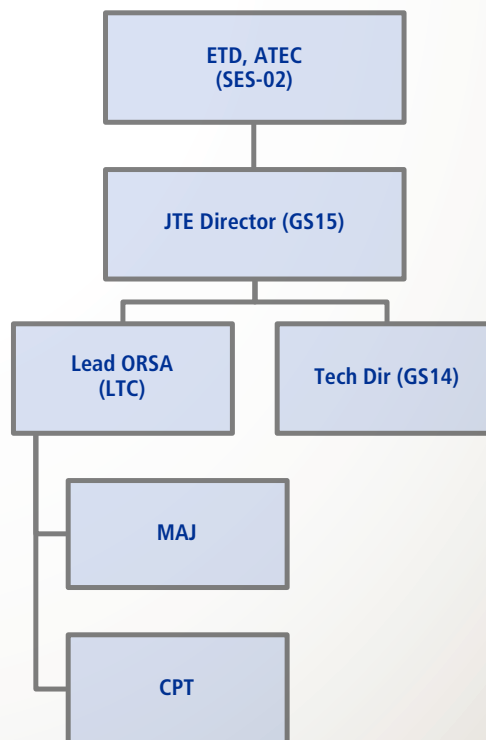 ETD, ATEC
(SES-02)
JTE Director (GS15)
Lead ORSA
(LTC)
Tech Dir (GS14)
MAJ
CPT